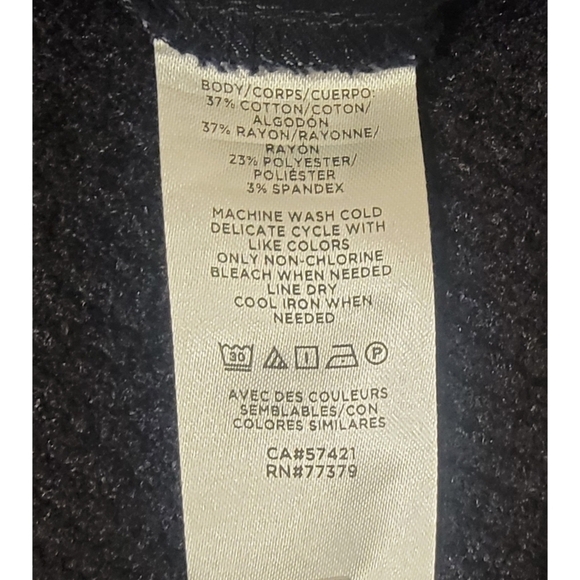 BODY/CORPS/CUERPO:
37% COTTON/COTON/
ALGODÓN
37% RAYON/RAYONNE/
RAYÓN
23% POLYESTER/
POLIÉSTER
3% SPANDEX
MACHINE WASH COLD
DELICATE CYCLE WITH
LIKE COLORS
ONLY NON-CHLORINE
BLEACH WHEN NEEDED
LINE DRY
COOL IRON WHEN
NEEDED
30 P
AVEC DES COULEURS
SEMBLABLES/CON
COLORES SIMILARES
CA#57421
RN#77379